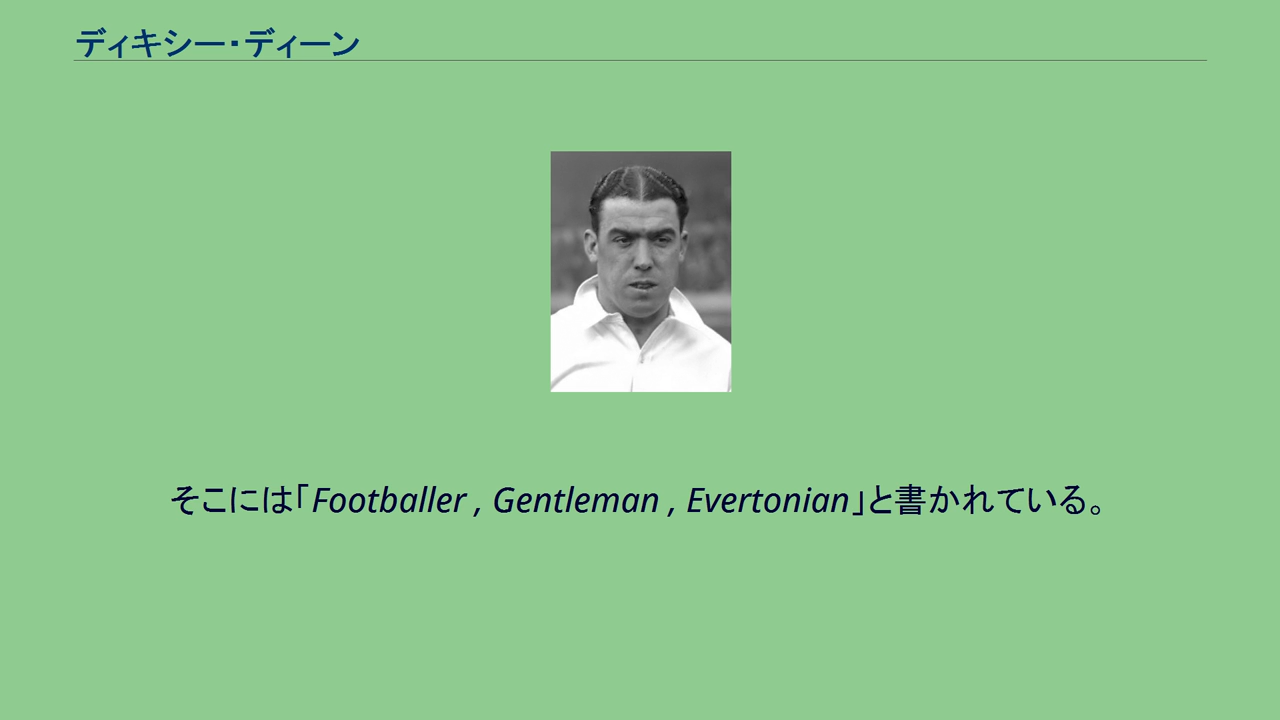 ディキシー・ディーン
そこには「Footballer , Gentleman , Evertonian」と書かれている。